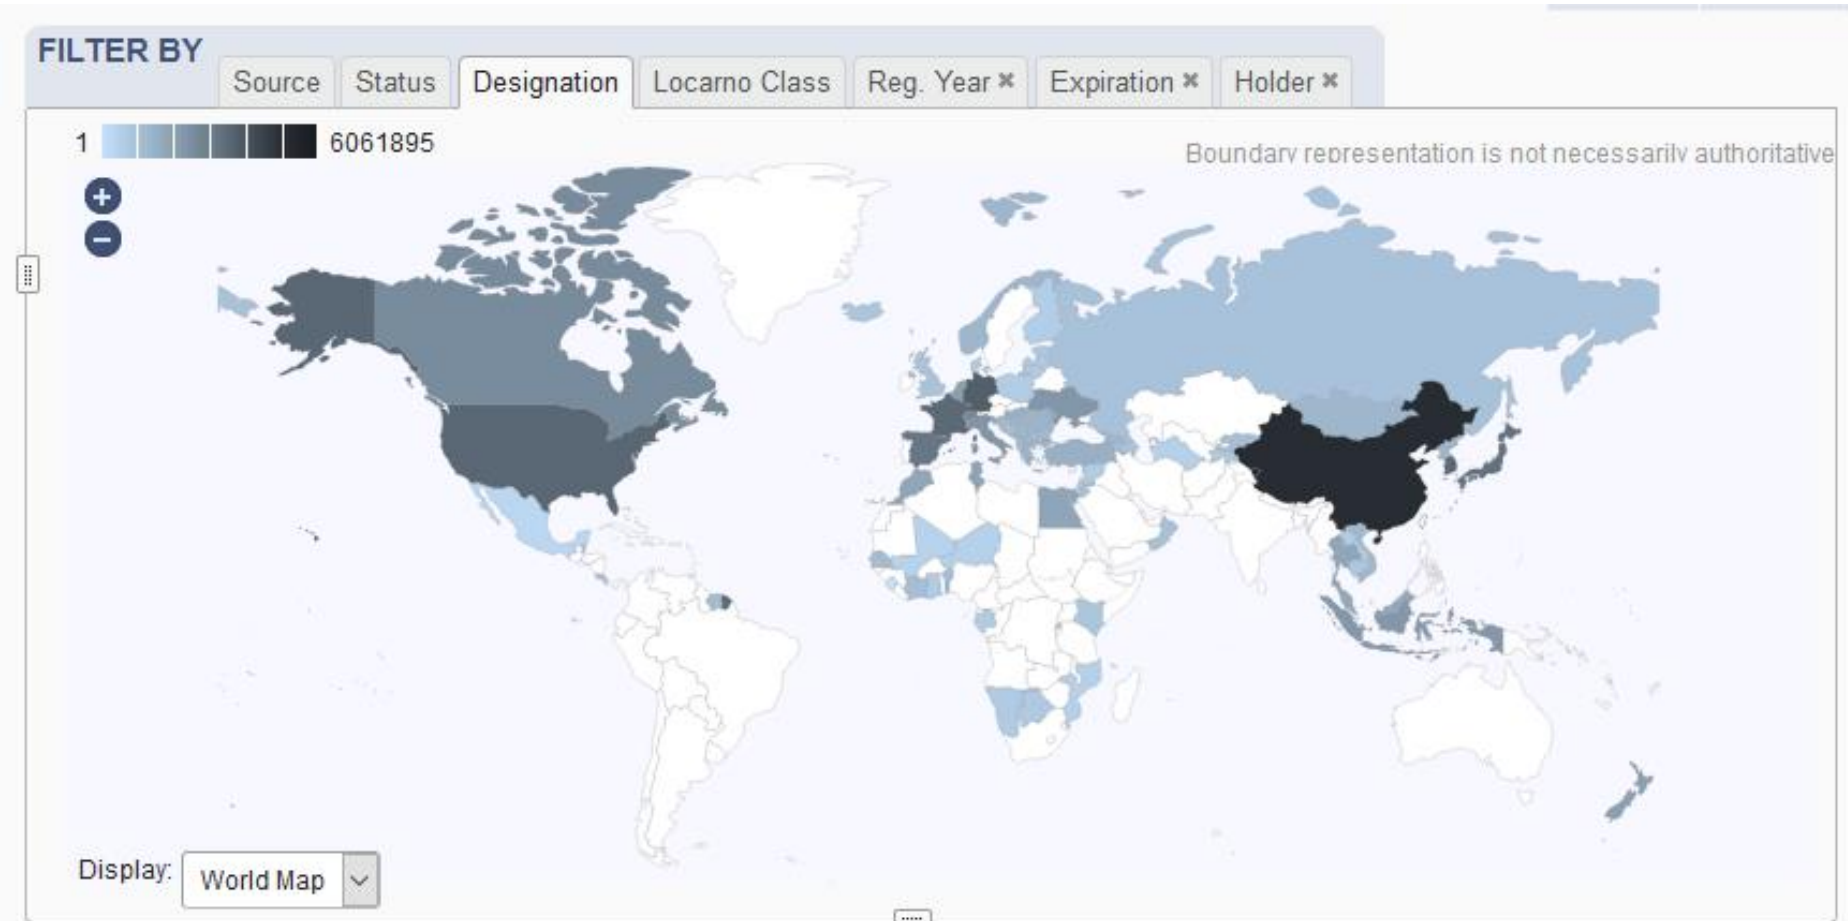 FILTER BY
Source Status Designation Locarno Class Reg. Year ✖ Expiration ✖ Holder ✖
1 6061895
Boundary representation is not necessarily authoritative
+
−
Display: World Map